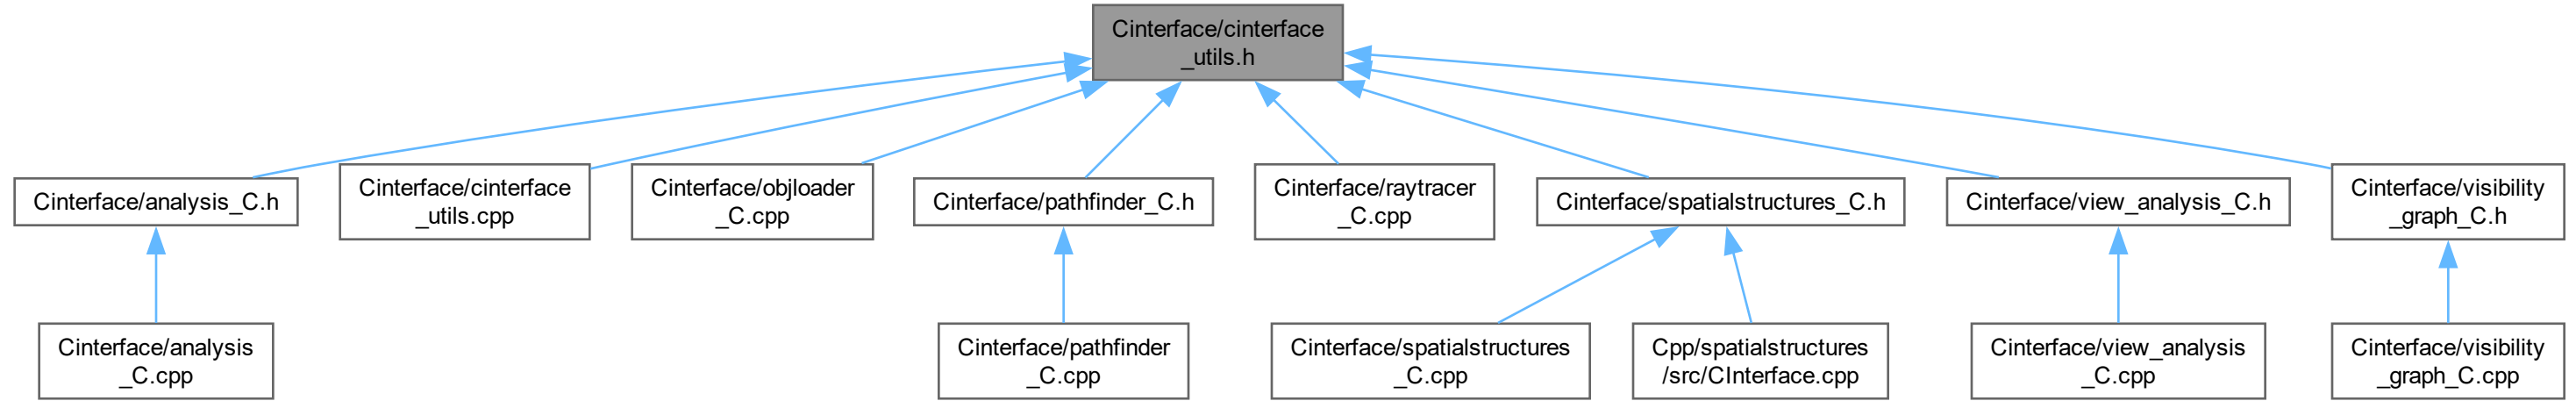 Cinterface/cinterface
_utils.h
Cinterface/analysis_C.h
Cinterface/cinterface
_utils.cpp
Cinterface/objloader
_C.cpp
Cinterface/pathfinder_C.h
Cinterface/raytracer
_C.cpp
Cinterface/spatialstructures_C.h
Cinterface/view_analysis_C.h
Cinterface/visibility
_graph_C.h
Cinterface/analysis
_C.cpp
Cinterface/pathfinder
_C.cpp
Cinterface/spatialstructures
_C.cpp
Cpp/spatialstructures
/src/CInterface.cpp
Cinterface/view_analysis
_C.cpp
Cinterface/visibility
_graph_C.cpp